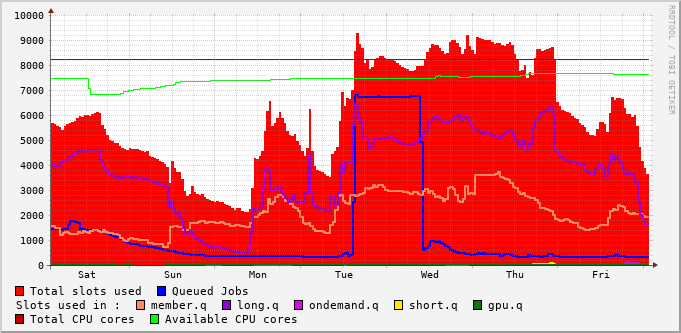 10000
9000
8000
7000
6000
5000
4000
3000
2000
1000
0
Sat Sun Mon Tue Wed Thu Fri
RRDTOOL / TOBI OETIKER
Total slots used Queued Jobs
Slots used in : member.q long.q ondemand.q short.q gpu.q
Total CPU cores Available CPU cores